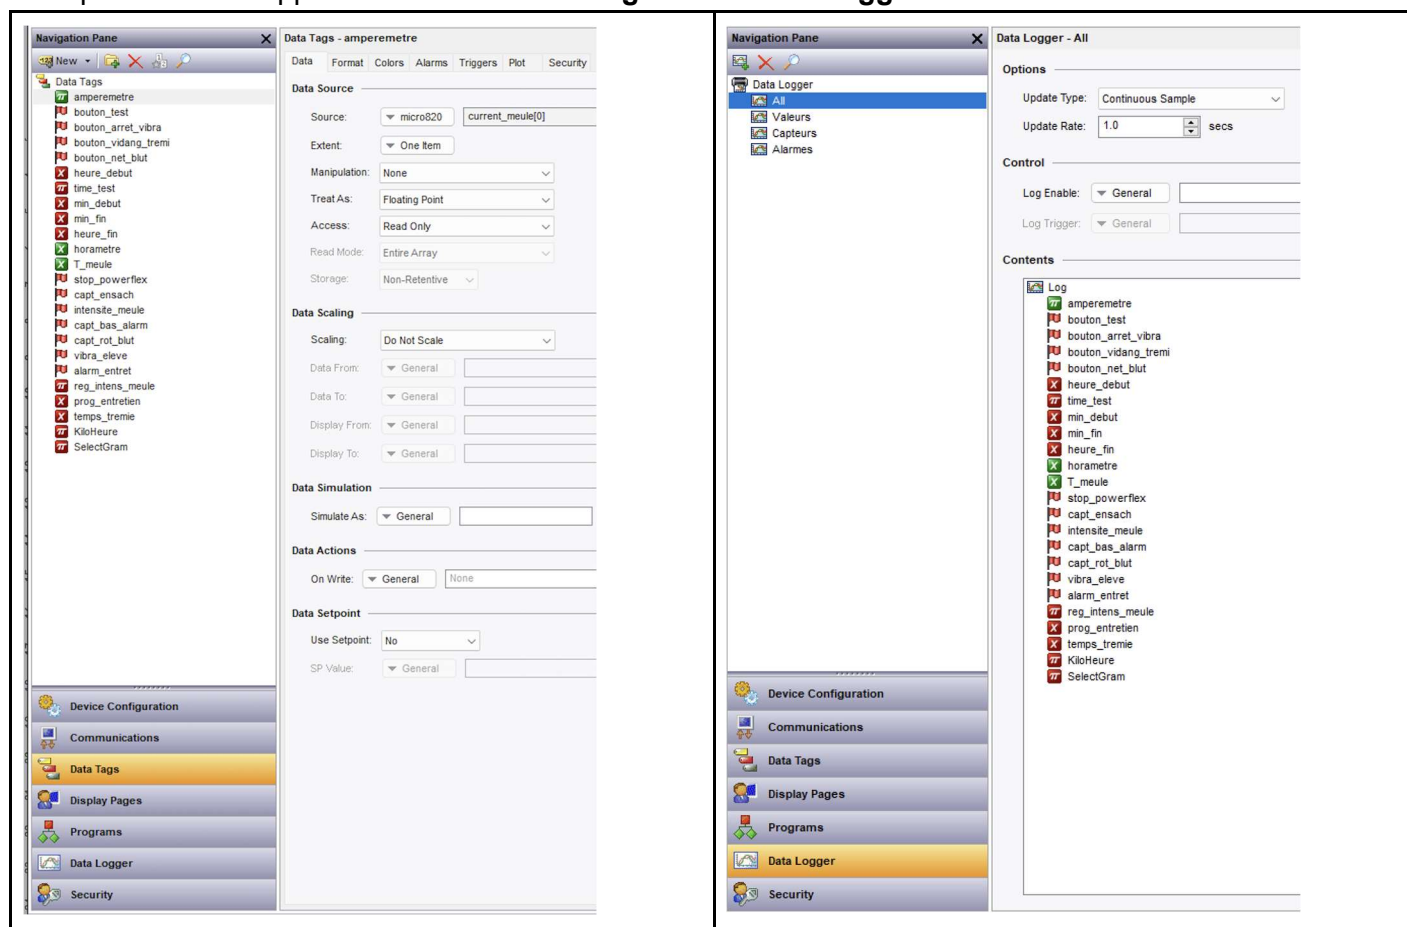 Navigation Pane
New
Data Tags
amperemetre
bouton_test
bouton_arret_vibra
bouton_vidang_tremi
bouton_net_blut
heure_debut
time_test
min_debut
min_fin
heure_fin
horametre
T_meule
stop_powerflex
capt_ensach
intensite_meule
capt_bas_alarm
capt_rot_blut
vibra_eleve
alarm_entret
reg_intens_meule
prog_entretien
temps_tremie
KiloHeure
SelectGram
Device Configuration
Communications
Data Tags
Display Pages
Programs
Data Logger
Security
Data Tags - amperemetre
Data Format Colors Alarms Triggers Plot Security
Data Source
Source: micro820 current_meule[0]
Extent: One Item
Manipulation: None
Treat As: Floating Point
Access: Read Only
Read Mode: Entire Array
Storage: Non-Retentive
Data Scaling
Scaling: Do Not Scale
Data From: General
Data To: General
Display From: General
Display To: General
Data Simulation
Simulate As: General
Data Actions
On Write: General None
Data Setpoint
Use Setpoint: No
SP Value: General
Navigation Pane
Data Logger
All
Valeurs
Capteurs
Alarmes
Device Configuration
Communications
Data Tags
Display Pages
Programs
Data Logger
Security
Data Logger - All
Options
Update Type: Continuous Sample
Update Rate: 1.0 secs
Control
Log Enable: General
Log Trigger: General
Contents
Log
amperemetre
bouton_test
bouton_arret_vibra
bouton_vidang_tremi
bouton_net_blut
heure_debut
time_test
min_debut
min_fin
heure_fin
horametre
T_meule
stop_powerflex
capt_ensach
intensite_meule
capt_bas_alarm
capt_rot_blut
vibra_eleve
alarm_entret
reg_intens_meule
prog_entretien
temps_tremie
KiloHeure
SelectGram